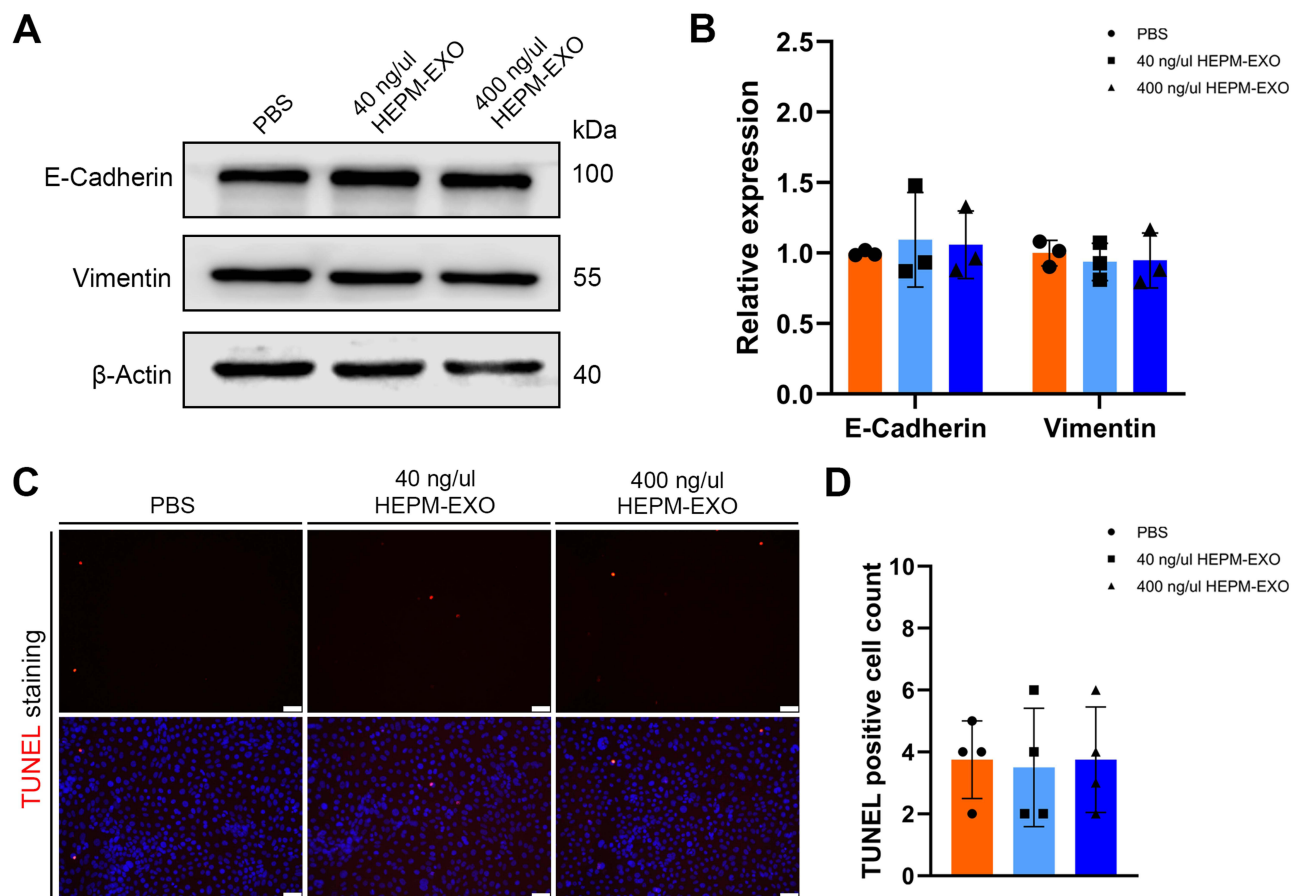 A
PBS
40 ng/ul
HEPM-EXO
400 ng/ul
HEPM-EXO
kDa
E-Cadherin
100
Vimentin
55
β-Actin
40
B
PBS
40 ng/ul HEPM-EXO
400 ng/ul HEPM-EXO
Relative expression
2.5
2.0
1.5
1.0
0.5
0.0
E-Cadherin
Vimentin
C
PBS
40 ng/ul
HEPM-EXO
400 ng/ul
HEPM-EXO
TUNEL staining
D
PBS
40 ng/ul HEPM-EXO
400 ng/ul HEPM-EXO
TUNEL positive cell count
10
8
6
4
2
0